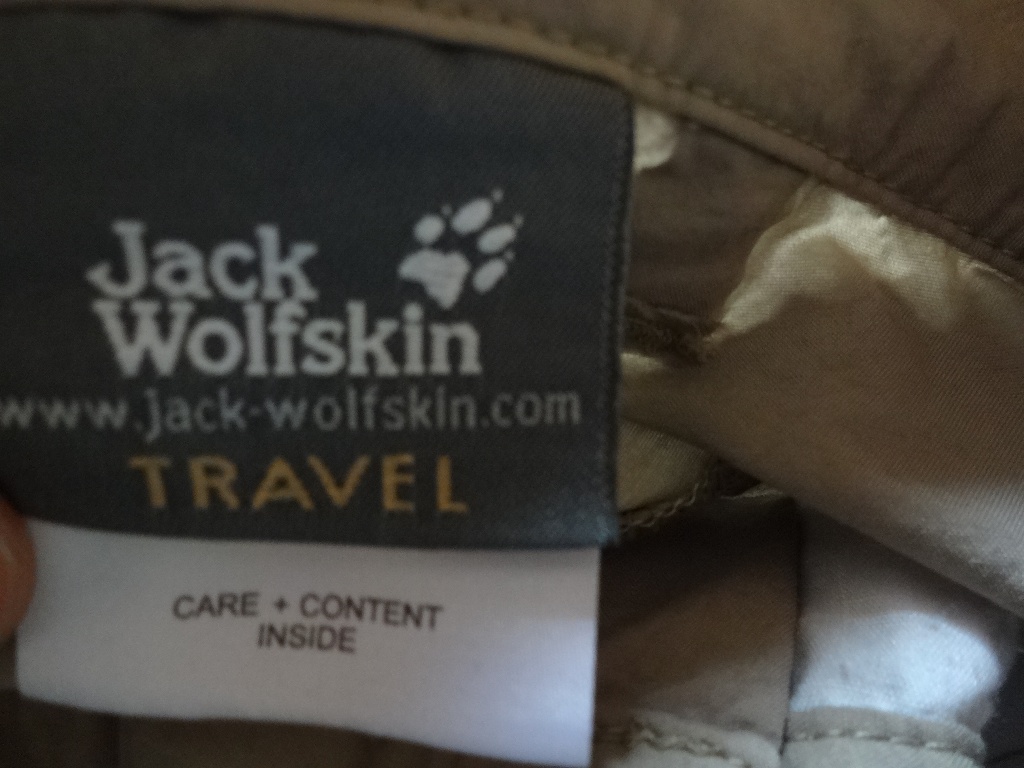 Jack
Wolfskin
www.jack-wolfskin.com
TRAVEL
CARE + CONTENT
INSIDE